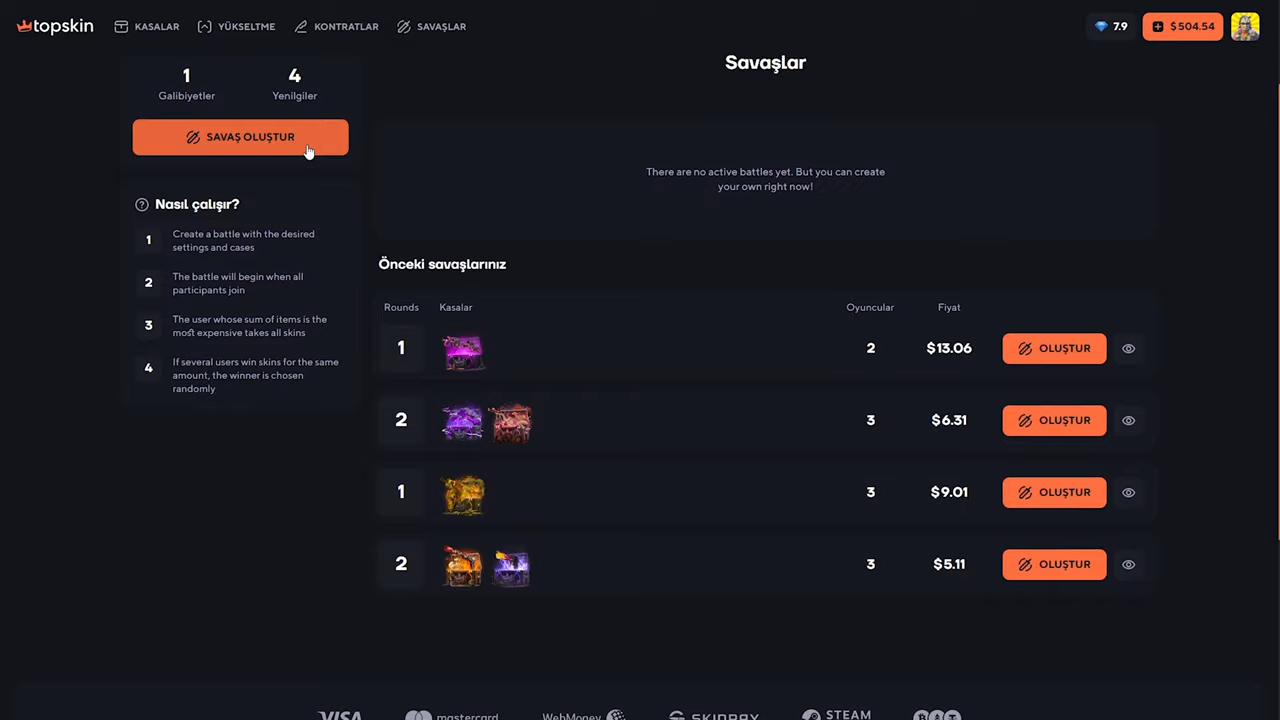 topskin
KASALAR
YÜKSELTME
KONTRATLAR
SAVAŞLAR
7.9
$ 504.54
1
Galibiyetler
4
Yenilgiler
SAVAŞ OLUŞTUR
Nasıl çalışır?
1
Create a battle with the desired
settings and cases
2
The battle will begin when all
participants join
3
The user whose sum of items is the
most expensive takes all skins
4
If several users win skins for the same
amount, the winner is chosen
randomly
Savaşlar
There are no active battles yet. But you can create
your own right now!
Önceki savaşlarınız
Rounds Kasalar Oyuncular Fiyat
1 2 $13.06 OLUŞTUR
2 3 $6.31 OLUŞTUR
1 3 $9.01 OLUŞTUR
2 3 $5.11 OLUŞTUR
VISA mastercard WebMoney SKINPAY STEAM